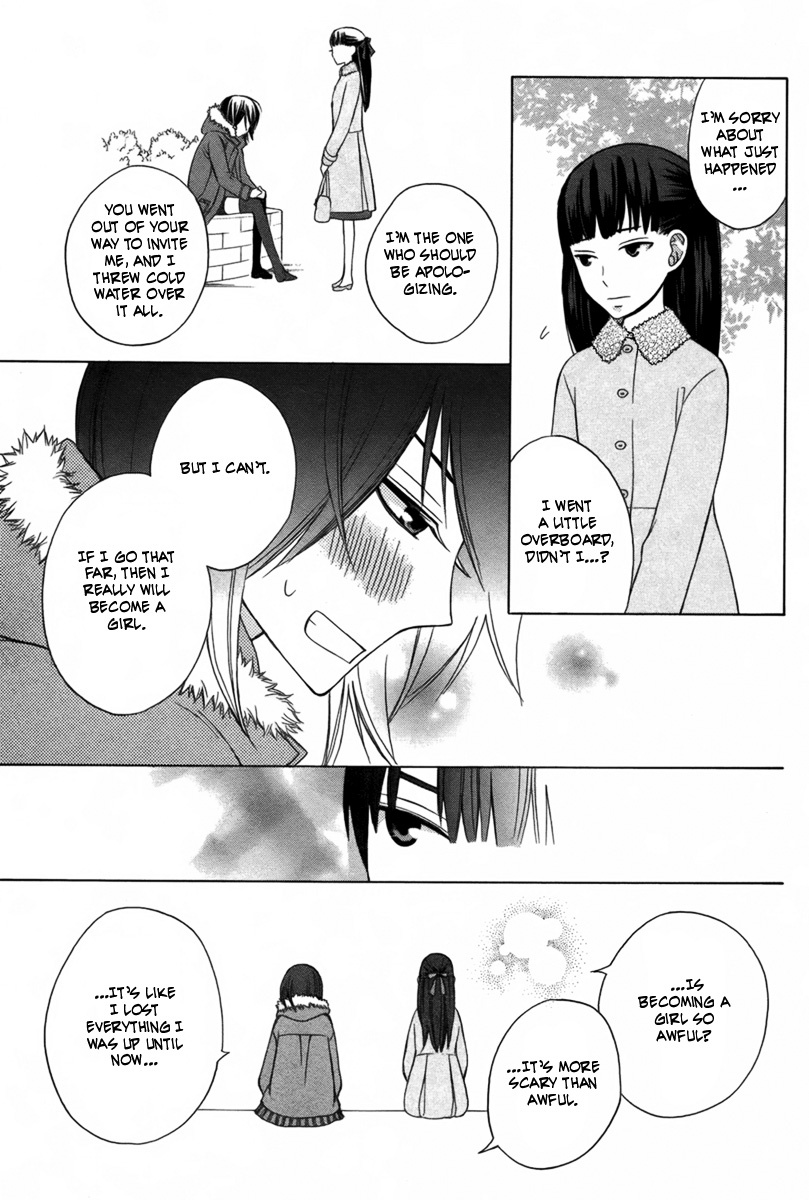 I'M SORRY
ABOUT
WHAT JUST
HAPPENED
...
I WENT
A LITTLE
OVERBOARD,
DIDN'T I...?
I'M THE ONE
WHO SHOULD
BE APOLO-
GIZING.
YOU WENT
OUT OF YOUR
WAY TO INVITE
ME, AND I
THREW COLD
WATER OVER
IT ALL.
BUT I CAN'T.
IF I GO THAT
FAR, THEN I
REALLY WILL
BECOME A
GIRL.
...IS
BECOMING A
GIRL SO
AWFUL?
...IT'S MORE
SCARY THAN
AWFUL.
...IT'S LIKE
I LOST
EVERYTHING I
WAS UP UNTIL
NOW...